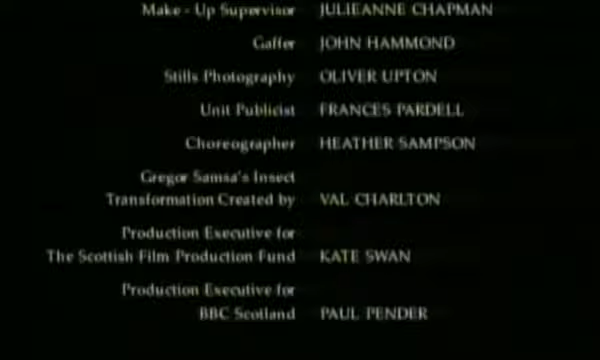 Make - Up Supervisor JULIEANNE CHAPMAN
Gaffer JOHN HAMMOND
Stills Photography OLIVER UPTON
Unit Publicist FRANCES PARDELL
Choreographer HEATHER SAMPSON
Gregor Samsa's Insect
Transformation Created by VAL CHARLTON
Production Executive for
The Scottish Film Production Fund KATE SWAN
Production Executive for
BBC Scotland PAUL PENDER